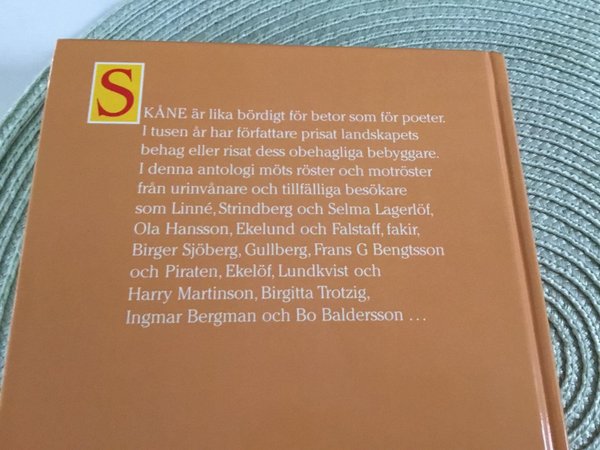 SKÅNE är lika bördigt för betor som för poeter.
I tusen år har författare prisat landskapets
behag eller risat dess obehagliga bebyggare.
I denna antologi möts röster och motröster
från urinvånare och tillfälliga besökare
som Linné, Strindberg och Selma Lagerlöf,
Ola Hansson, Ekelund och Falstaff, fakir,
Birger Sjöberg, Gullberg, Frans G Bengtsson
och Piraten, Ekelöf, Lundkvist och
Harry Martinson, Birgitta Trotzig,
Ingmar Bergman och Bo Baldersson ...